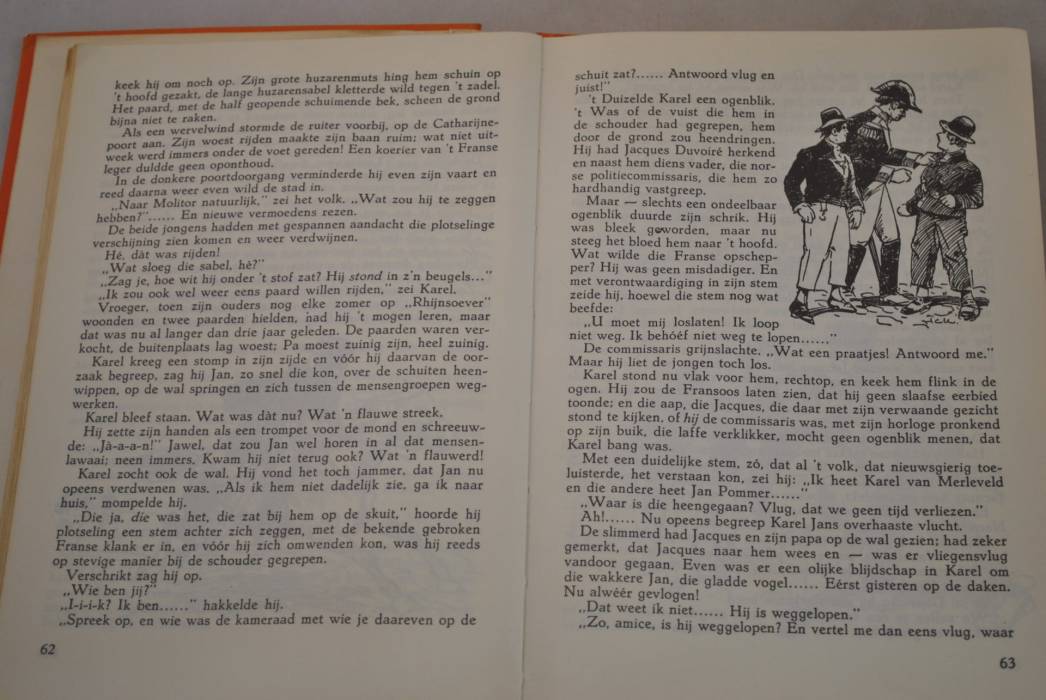 keek hij om noch op. Zijn grote huzarenmuts hing hem schuin op
't hoofd gezakt, de lange huzarensabel kletterde wild tegen 't zadel.
Het paard, met de half geopende schuimende bek, scheen de grond
bijna niet te raken.
Als een wervelwind stormde de ruiter voorbij, op de Catharijne-
poort aan. Zijn woest rijden maakte zijn baan ruim; wat niet uit-
week werd immers onder de voet gereden! Een koerier van 't Franse
leger duldde geen oponthoud.
In de donkere poortdoorgang verminderde hij even zijn vaart en
reed daarna weer even wild de stad in.
„Naar Molitor natuurlijk," zei het volk. „Wat zou hij te zeggen
hebben?"...... En nieuwe vermoedens rezen.
De beide jongens hadden met gespannen aandacht die plotselinge
verschijning zien komen en weer verdwijnen.
Hé, dàt was rijden!
„Wat sloeg die sabel, hè?"
„Zag je, hoe wit hij onder 't stof zat? Hij stond in z'n beugels..."
„Ik zou ook wel weer eens paard willen rijden," zei Karel.
Vroeger, toen zijn ouders nog elke zomer op „Rhijnsoever"
woonden en twee paarden hielden, had hij 't mogen leren, maar
dat was nu al langer dan drie jaar geleden. De paarden waren ver-
kocht, de buitenplaats lag woest; Pa moest zuinig zijn, heel zuinig.
Karel kreeg een stomp in zijn zijde en vóór hij daarvan de oor-
zaak begreep, zag hij Jan, zo snel die kon, over de schuiten heen-
wippen, op de wal springen en zich tussen de mensengroepen weg-
werken.
Karel bleef staan. Wat was dàt nu? Wat 'n flauwe streek.
Hij zette zijn handen als een trompet voor de mond en schreeuw-
de: „Jà-a-a-n!" Jawel, dat zou Jan wel horen in al dat mensen-
lawaai; neen immers. Kwam hij niet terug ook? Wat 'n flauwerd!
Karel zocht ook de wal. Hij vond het toch jammer, dat Jan nu
opeens verdwenen was. „Als ik hem niet dadelijk zie, ga ik naar
huis," mompelde hij.
„Die ja, die was het, die zat bij hem op de skuit," hoorde hij
plotseling een stem achter zich zeggen, met de bekende gebroken
Franse klank er in, en vóór hij zich omwenden kon, was hij reeds
op stevige manier bij de schouder gegrepen.
Verschrikt zag hij op.
„Wie ben jij?"
„I-i-i-k? Ik ben......" hakkelde hij.
„Spreek op, en wie was de kameraad met wie je daareven op de
62
schuit zat?...... Antwoord vlug en
juist!"
't Duizelde Karel een ogenblik.
't Was of de vuist die hem in
de schouder had gegrepen, hem
door de grond zou heendringen.
Hij had Jacques Duvoiré herkend
en naast hem diens vader, die nor-
se politiecommissaris, die hem zo
hardhandig vastgreep.
Maar — slechts een ondeelbaar
ogenblik duurde zijn schrik. Hij
was bleek geworden, maar nu
steeg het bloed hem naar 't hoofd.
Wat wilde die Franse opschep-
per? Hij was geen misdadiger. En
met verontwaardiging in zijn stem
zeide hij, hoewel die stem nog wat
beefde:
„U moet mij loslaten! Ik loop
niet weg. Ik behóéf niet weg te lopen......"
De commissaris grijnslachte. „Wat een praatjes! Antwoord me."
Maar hij liet de jongen toch los.
Karel stond nu vlak voor hem, rechtop, en keek hem flink in de
ogen. Hij zou de Fransoos laten zien, dat hij geen slaafse eerbied
toonde; en die aap, die Jacques, die daar met zijn verwaande gezicht
stond te kijken, of hij de commissaris was, met zijn horloge pronkend
op zijn buik, die laffe verklikker, mocht geen ogenblik menen, dat
Karel bang was.
Met een duidelijke stem, zó, dat al 't volk, dat nieuwsgierig toe-
luisterde, het verstaan kon, zei hij: „Ik heet Karel van Merleveld
en die andere heet Jan Pommer......"
„Waar is die heengegaan? Vlug, dat we geen tijd verliezen."
Ah!...... Nu opeens begreep Karel Jans overhaaste vlucht.
De slimmerd had Jacques en zijn papa op de wal gezien; had zeker
gemerkt, dat Jacques naar hem wees en — was er vliegensvlug
vandoor gegaan. Even was er een olijke blijdschap in Karel om
die wakkere Jan, die gladde vogel...... Eérst gisteren op de daken.
Nu alwéér gevlogen!
„Dat weet ik niet...... Hij is weggelopen."
„Zo, amice, is hij weggelopen? En vertel me dan eens vlug, waar
63